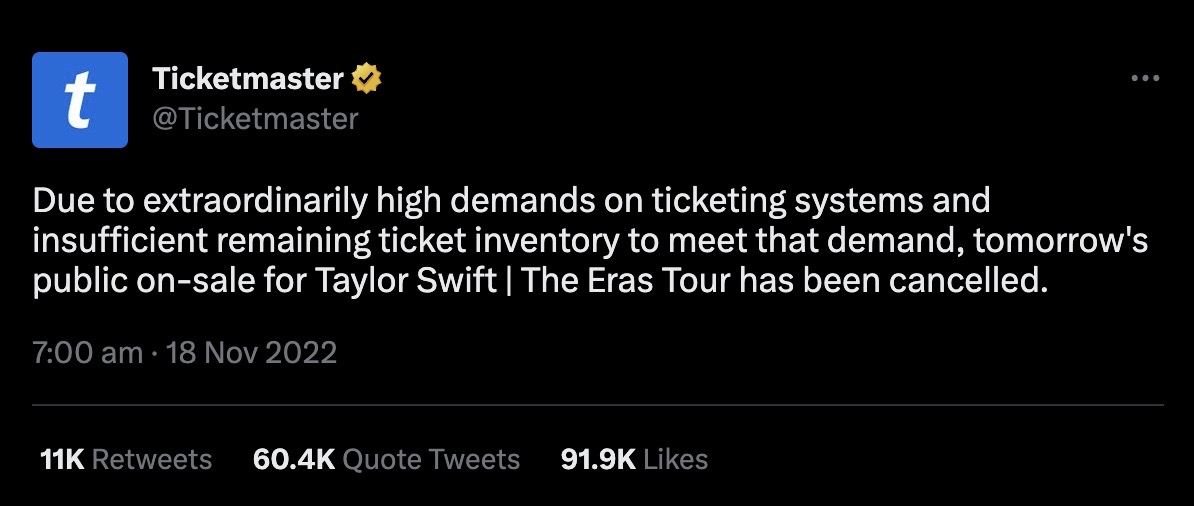 t
Ticketmaster
@Ticketmaster
Due to extraordinarily high demands on ticketing systems and
insufficient remaining ticket inventory to meet that demand, tomorrow's
public on-sale for Taylor Swift | The Eras Tour has been cancelled.
7:00 am · 18 Nov 2022
11K Retweets 60.4K Quote Tweets 91.9K Likes